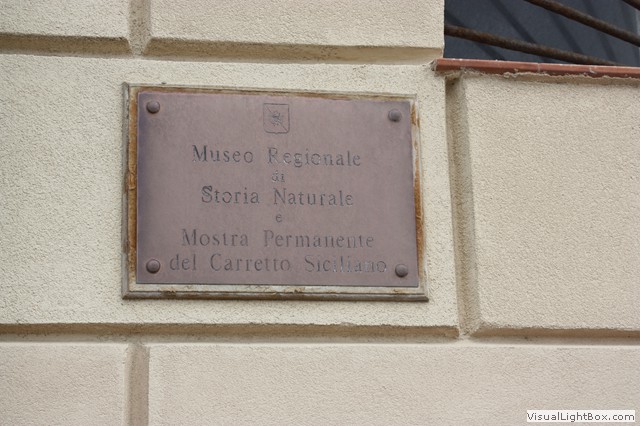 Museo Regionale
di
Storia Naturale
e
Mostra Permanente
del Carretto Siciliano
VisualLightBox.com